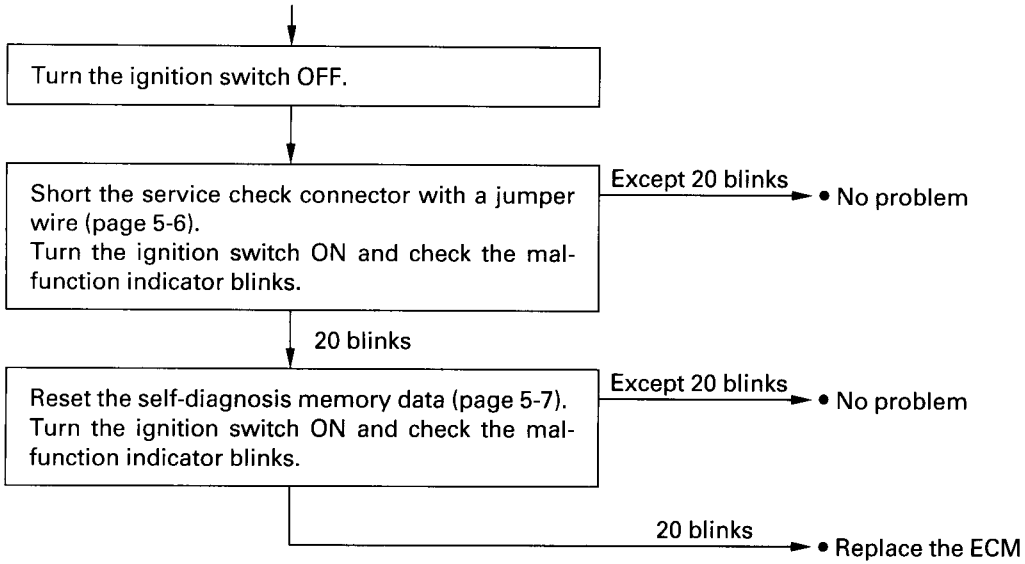 Turn the ignition switch OFF.
Short the service check connector with a jumper
wire (page 5-6).
Turn the ignition switch ON and check the mal-
function indicator blinks.
Except 20 blinks
• No problem
20 blinks
Reset the self-diagnosis memory data (page 5-7).
Turn the ignition switch ON and check the mal-
function indicator blinks.
Except 20 blinks
• No problem
20 blinks
• Replace the ECM